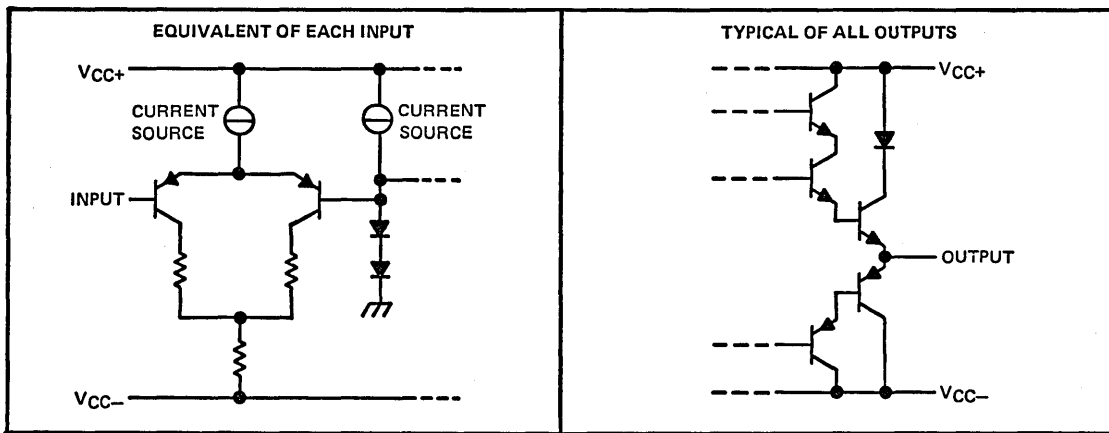 EQUIVALENT OF EACH INPUT
VCC+
CURRENT
SOURCE
CURRENT
SOURCE
INPUT
VCC–
TYPICAL OF ALL OUTPUTS
VCC+
OUTPUT
VCC–